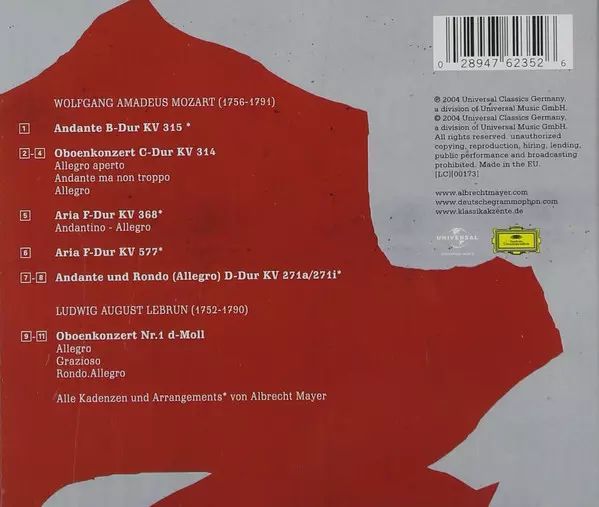 WOLFGANG AMADEUS MOZART (1756-1791)
1 Andante B-Dur KV 315 *
2-4 Oboenkonzert C-Dur KV 314
Allegro aperto
Andante ma non troppo
Allegro
5 Aria F-Dur KV 368*
Andantino - Allegro
6 Aria F-Dur KV 577*
7-8 Andante und Rondo (Allegro) D-Dur KV 271a/271i*
LUDWIG AUGUST LEBRUN (1752-1790)
9-11 Oboenkonzert Nr.1 d-Moll
Allegro
Grazioso
Rondo.Allegro
Alle Kadenzen und Arrangements* von Albrecht Mayer
0 28947 62352 6
℗ 2004 Universal Classics Germany,
a division of Universal Music GmbH.
© 2004 Universal Classics Germany,
a division of Universal Music GmbH.
All rights reserved. unauthorized
copying, reproduction, hiring, lending,
public performance and broadcasting
prohibited. Made in the EU.
[LC](00173]
www.albrechtmayer.com
www.deutschegrammophon.com
www.klassikakzente.de
UNIVERSAL